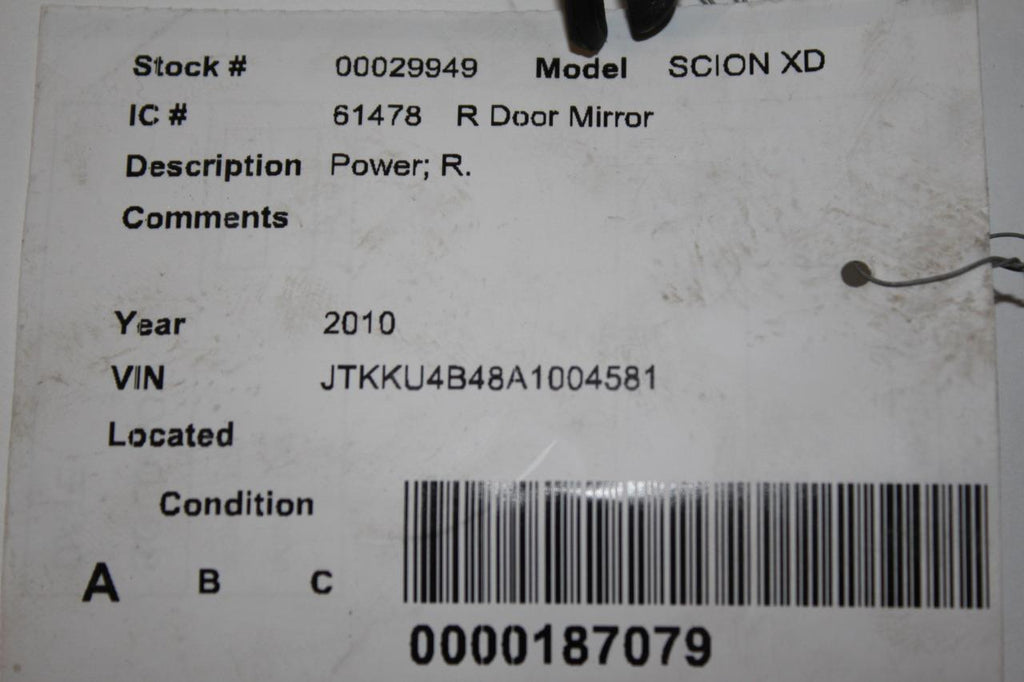 Stock # 00029949 Model SCION XD
IC # 61478 R Door Mirror
Description Power; R.
Comments
Year 2010
VIN JTKKU4B48A1004581
Located
Condition
A B C
0000187079